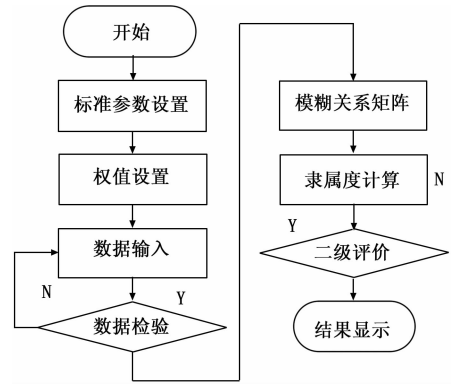 开始
标准参数设置
权值设置
数据输入
N
Y
数据检验
模糊关系矩阵
隶属度计算
N
Y
二级评价
结果显示